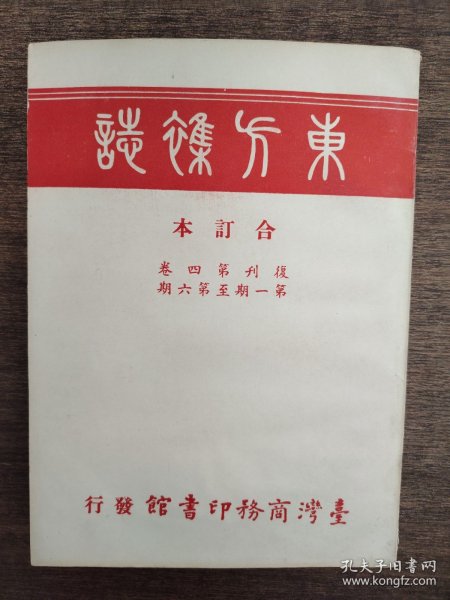 東方雜誌
合訂本
復刊第四卷
第一期至第六期
臺灣商務印書館發行
孔夫子旧书网
www.kongfz.com